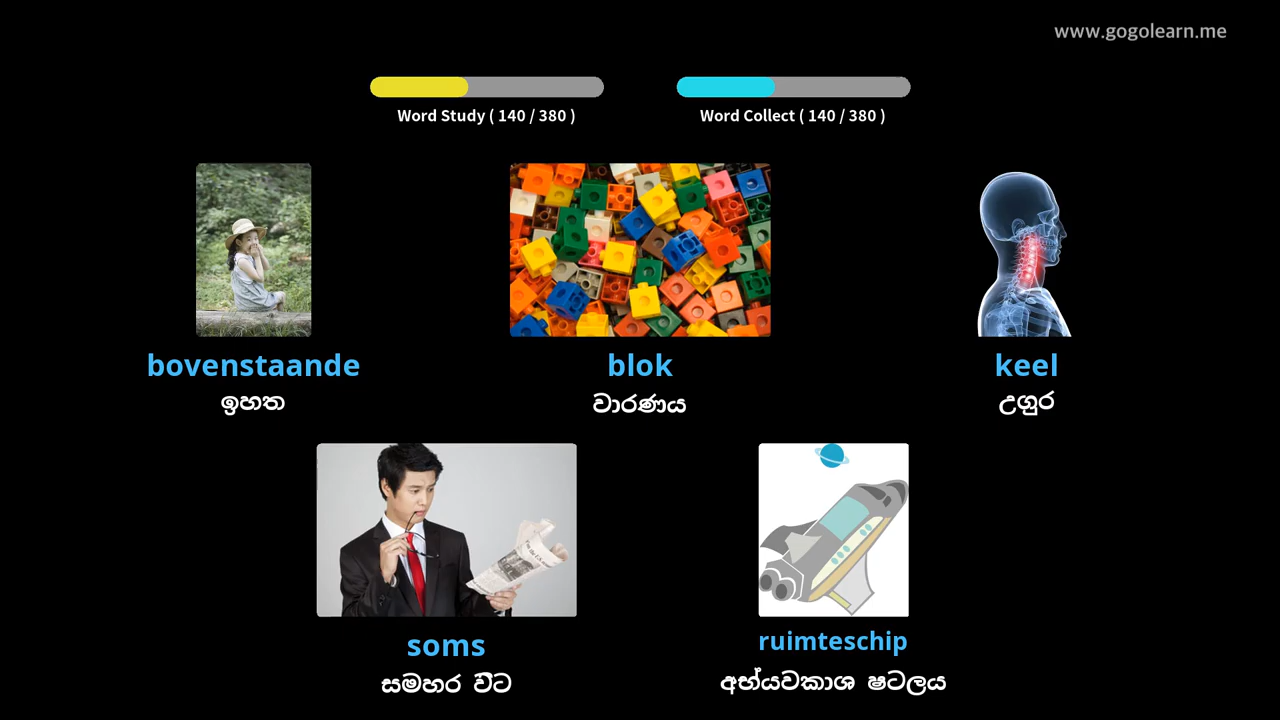 www.gogolearn.me
Word Study ( 140 / 380 )
Word Collect ( 140 / 380 )
bovenstaande
ඉහත
blok
වාරණය
keel
උගුර
soms
සමහර විට
ruimteschip
අභ්යවකාශ ෂටලය